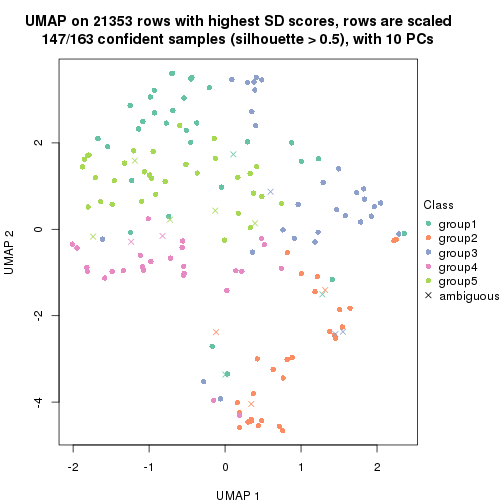 UMAP on 21353 rows with highest SD scores, rows are scaled
147/163 confident samples (silhouette > 0.5), with 10 PCs
2
0
-2
-4
UMAP 2
-2
-1
0
1
2
UMAP 1
Class
group1
group2
group3
group4
group5
ambiguous